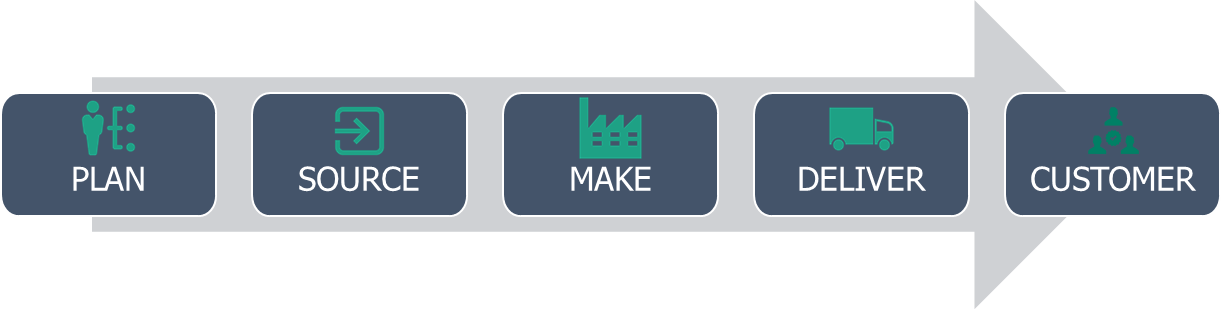 PLAN
SOURCE
MAKE
DELIVER
CUSTOMER